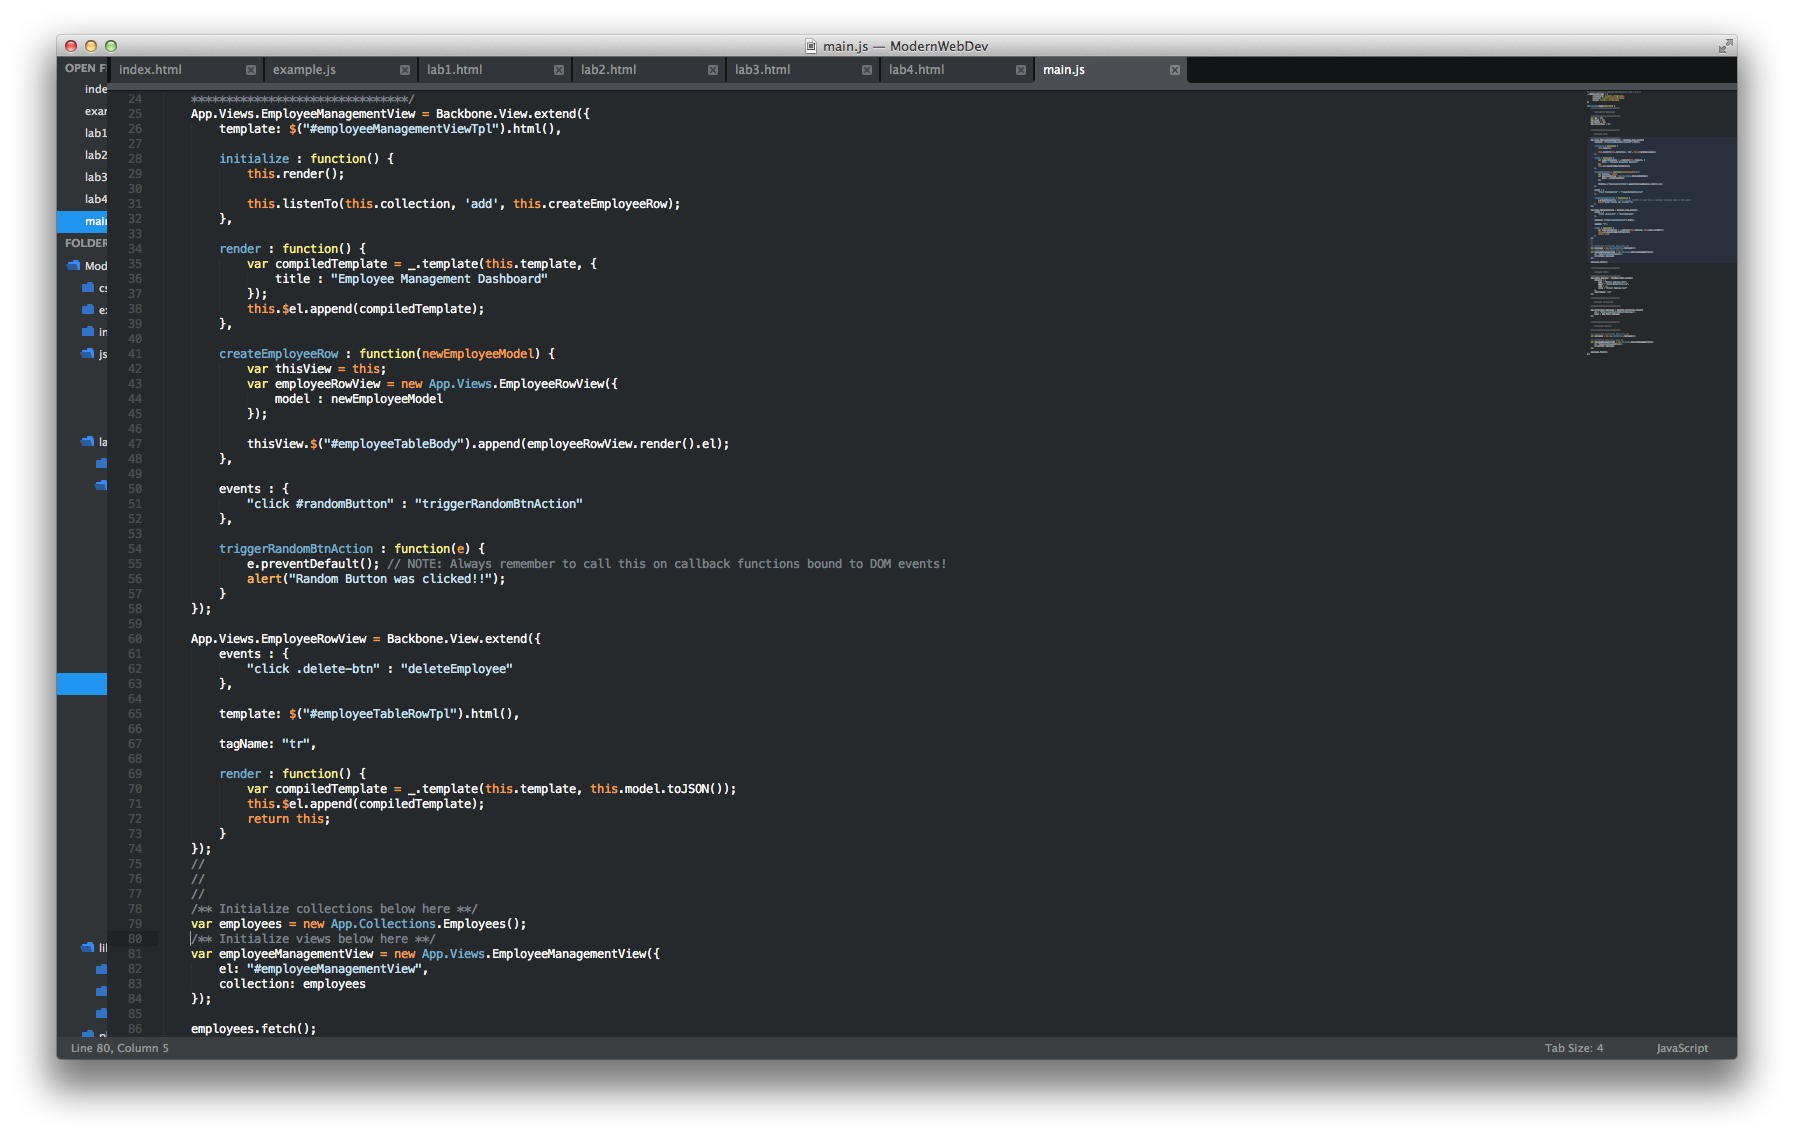 main.js — ModernWebDev
OPEN F
index.html
example.js
lab1.html
lab2.html
lab3.html
lab4.html
main.js
inde
exar
lab1
lab2
lab3
lab4
mair
FOLDER
Mod
cs
ex
in
js
la
lil
24 *******************************/
25 App.Views.EmployeeManagementView = Backbone.View.extend({
26 template: $("#employeeManagementViewTpl").html(),
27
28 initialize : function() {
29 this.render();
30
31 this.listenTo(this.collection, 'add', this.createEmployeeRow);
32 },
33
34 render : function() {
35 var compiledTemplate = _.template(this.template, {
36 title : "Employee Management Dashboard"
37 });
38 this.$el.append(compiledTemplate);
39 },
40
41 createEmployeeRow : function(newEmployeeModel) {
42 var thisView = this;
43 var employeeRowView = new App.Views.EmployeeRowView({
44 model : newEmployeeModel
45 });
46
47 thisView.$("#employeeTableBody").append(employeeRowView.render().el);
48 },
49
50 events : {
51 "click #randomButton" : "triggerRandomBtnAction"
52 },
53
54 triggerRandomBtnAction : function(e) {
55 e.preventDefault(); // NOTE: Always remember to call this on callback functions bound to DOM events!
56 alert("Random Button was clicked!!");
57 }
58 });
59
60 App.Views.EmployeeRowView = Backbone.View.extend({
61 events : {
62 "click .delete-btn" : "deleteEmployee"
63 },
64
65 template: $("#employeeTableRowTpl").html(),
66
67 tagName: "tr",
68
69 render : function() {
70 var compiledTemplate = _.template(this.template, this.model.toJSON());
71 this.$el.append(compiledTemplate);
72 return this;
73 }
74 });
75 //
76 //
77 //
78 /** Initialize collections below here **/
79 var employees = new App.Collections.Employees();
80 /** Initialize views below here **/
81 var employeeManagementView = new App.Views.EmployeeManagementView({
82 el: "#employeeManagementView",
83 collection: employees
84 });
85
86 employees.fetch();
Line 80, Column 5
Tab Size: 4
JavaScript